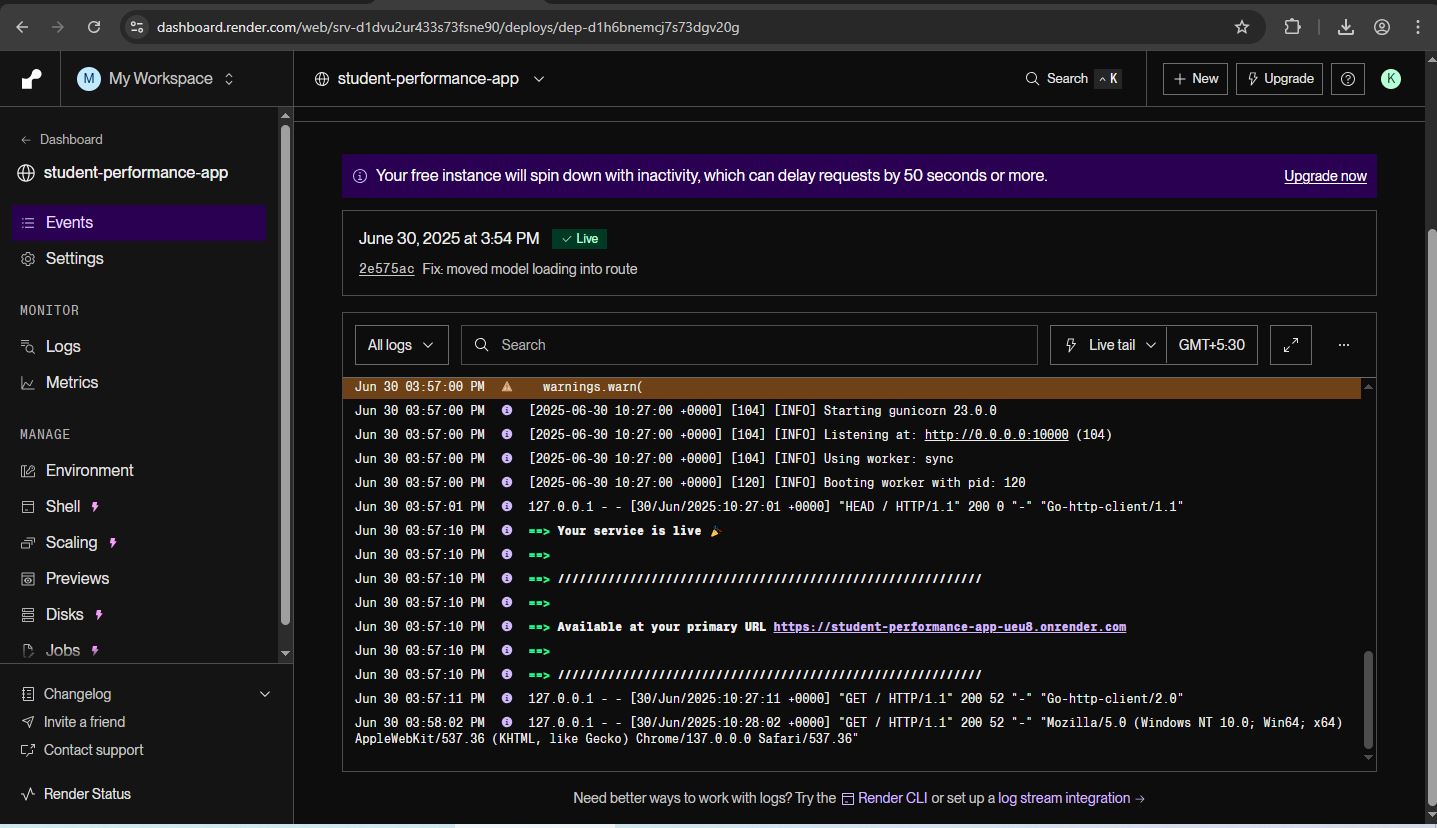 dashboard.render.com/web/srv-d1dvu2ur433s73fsne90/deploys/dep-d1h6bnemcj7s73dgv20g
M My Workspace
student-performance-app
Search ^ K
+ New
Upgrade
K
← Dashboard
student-performance-app
Events
Settings
MONITOR
Logs
Metrics
MANAGE
Environment
Shell
Scaling
Previews
Disks
Jobs
Changelog
Invite a friend
Contact support
Render Status
Your free instance will spin down with inactivity, which can delay requests by 50 seconds or more.
Upgrade now
June 30, 2025 at 3:54 PM ✓ Live
2e575ac Fix: moved model loading into route
All logs
Search
Live tail
GMT+5:30
Jun 30 03:57:00 PM warnings.warn(
Jun 30 03:57:00 PM [2025-06-30 10:27:00 +0000] [104] [INFO] Starting gunicorn 23.0.0
Jun 30 03:57:00 PM [2025-06-30 10:27:00 +0000] [104] [INFO] Listening at: http://0.0.0.0:10000 (104)
Jun 30 03:57:00 PM [2025-06-30 10:27:00 +0000] [104] [INFO] Using worker: sync
Jun 30 03:57:00 PM [2025-06-30 10:27:00 +0000] [120] [INFO] Booting worker with pid: 120
Jun 30 03:57:01 PM 127.0.0.1 - - [30/Jun/2025:10:27:01 +0000] "HEAD / HTTP/1.1" 200 0 "-" "Go-http-client/1.1"
Jun 30 03:57:10 PM ==> Your service is live 🎉
Jun 30 03:57:10 PM ==>
Jun 30 03:57:10 PM ==> ///////////////////////////////////////////////////////////
Jun 30 03:57:10 PM ==>
Jun 30 03:57:10 PM ==> Available at your primary URL https://student-performance-app-ueu8.onrender.com
Jun 30 03:57:10 PM ==>
Jun 30 03:57:10 PM ==> ///////////////////////////////////////////////////////////
Jun 30 03:57:11 PM 127.0.0.1 - - [30/Jun/2025:10:27:11 +0000] "GET / HTTP/1.1" 200 52 "-" "Go-http-client/2.0"
Jun 30 03:58:02 PM 127.0.0.1 - - [30/Jun/2025:10:28:02 +0000] "GET / HTTP/1.1" 200 52 "-" "Mozilla/5.0 (Windows NT 10.0; Win64; x64)
AppleWebKit/537.36 (KHTML, like Gecko) Chrome/137.0.0.0 Safari/537.36"
Need better ways to work with logs? Try the Render CLI or set up a log stream integration →